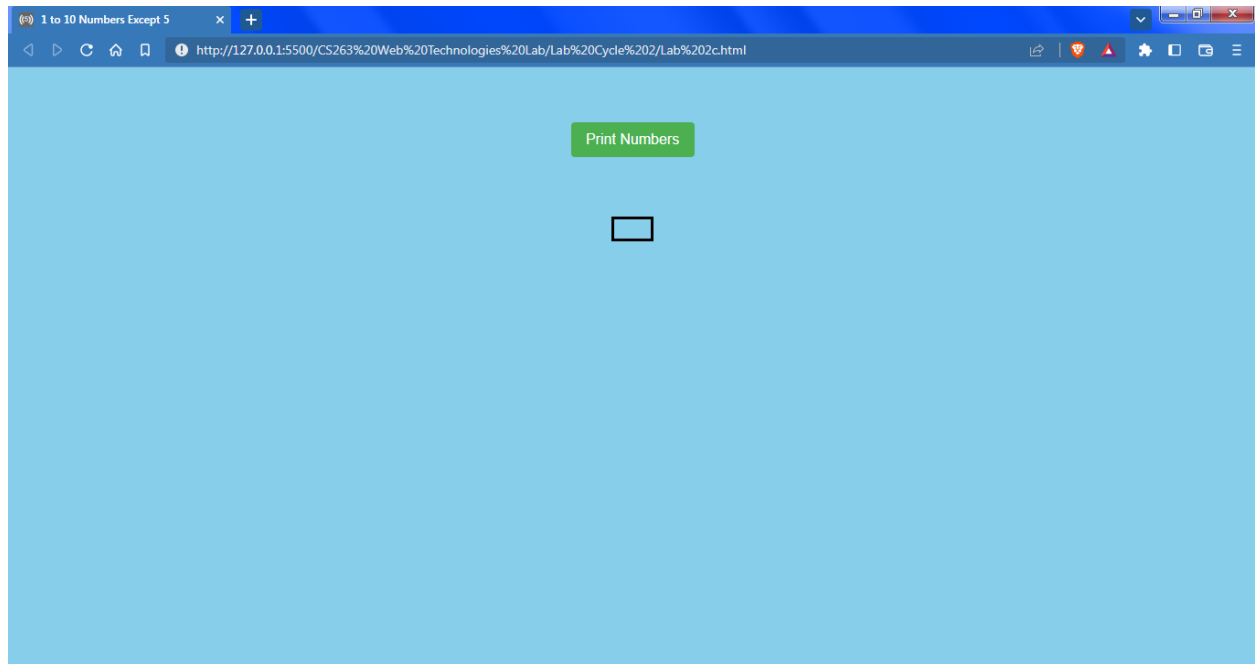 1 to 10 Numbers Except 5
http://127.0.0.1:5500/CS263%20Web%20Technologies%20Lab/Lab%20Cycle%202/Lab%202c.html
Print Numbers